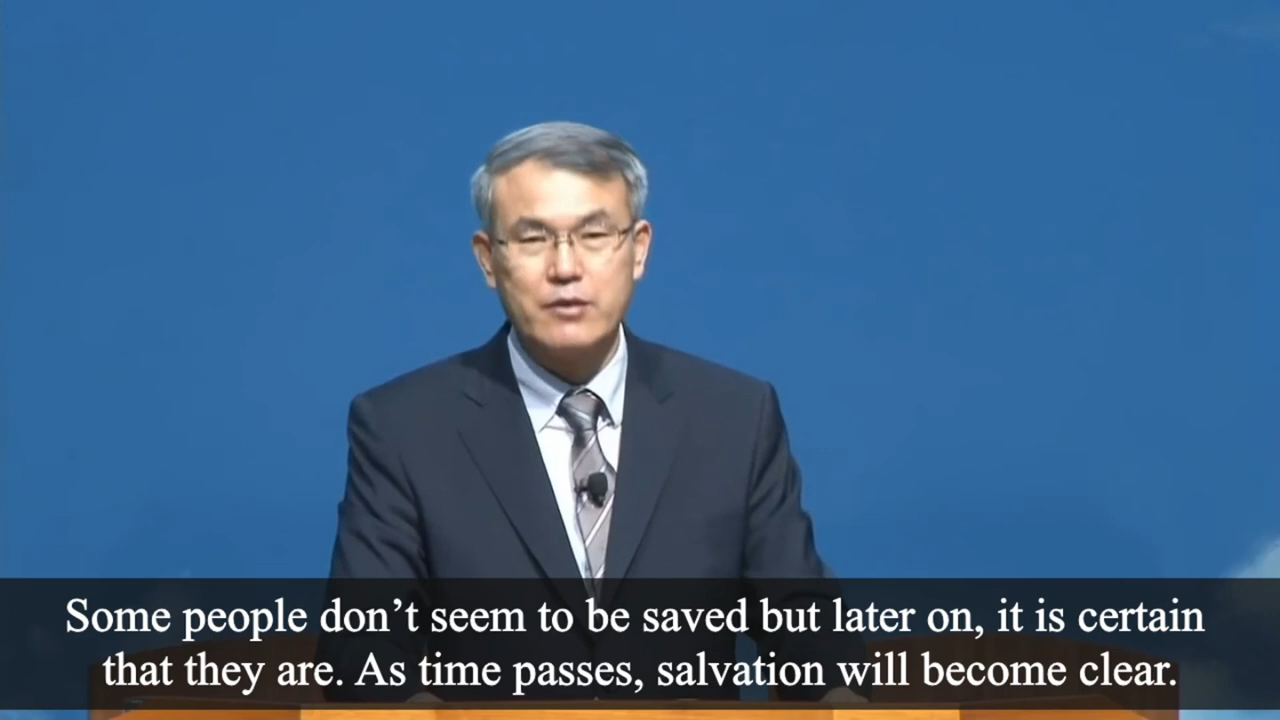 Some people don’t seem to be saved but later on, it is certain
that they are. As time passes, salvation will become clear.